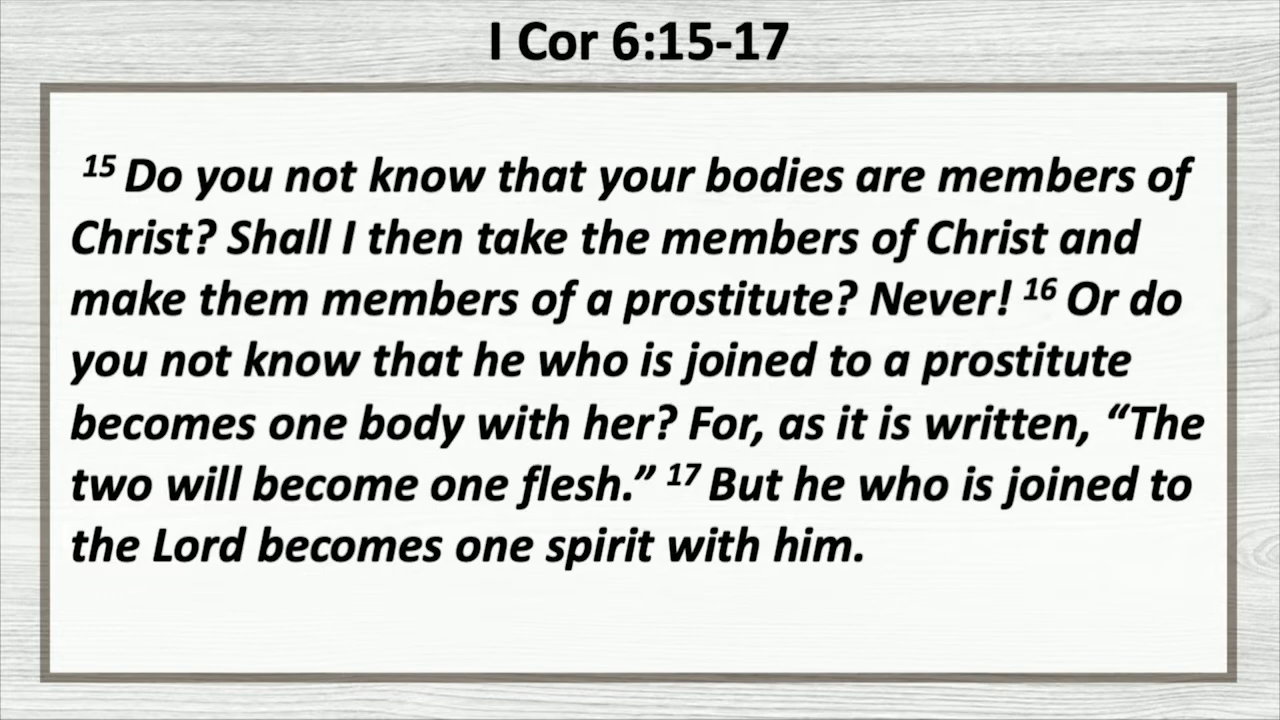 I Cor 6:15-17
15 Do you not know that your bodies are members of
Christ? Shall I then take the members of Christ and
make them members of a prostitute? Never! 16 Or do
you not know that he who is joined to a prostitute
becomes one body with her? For, as it is written, “The
two will become one flesh.” 17 But he who is joined to
the Lord becomes one spirit with him.